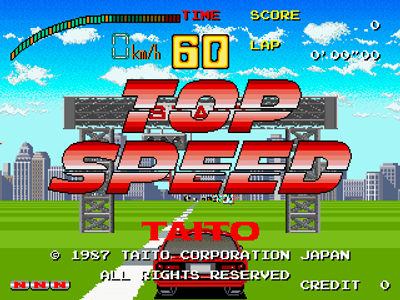 TIME SCORE
0
0km/h 60 LAP
0'00"00
TOP
SPEED
TAITO
© 1987 TAITO CORPORATION JAPAN
ALL RIGHTS RESERVED
NNN CREDIT 0